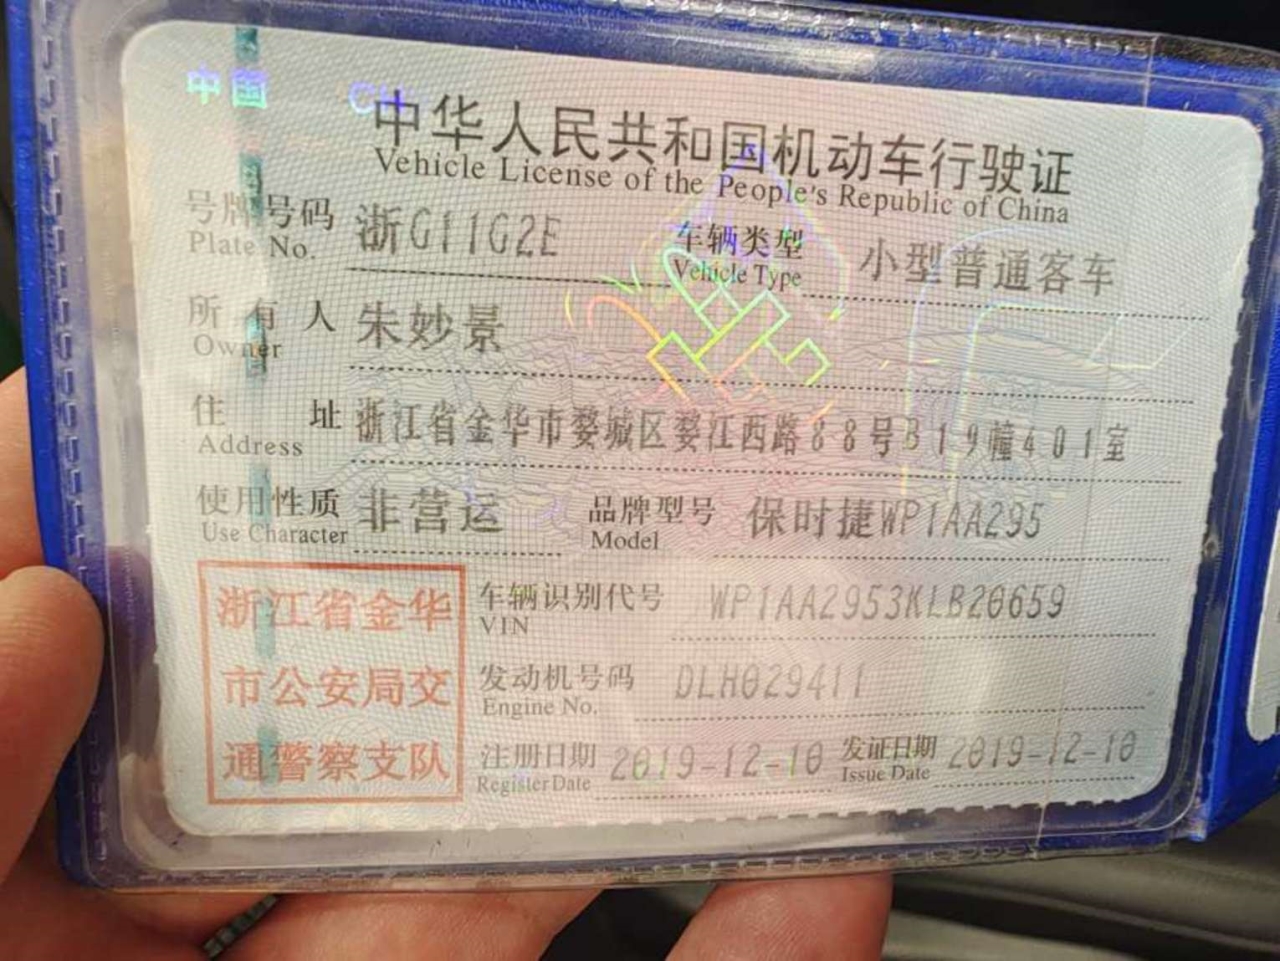 中国 CHN
中华人民共和国机动车行驶证
Vehicle License of the People's Republic of China
号牌号码 Plate No. 浙G11G2E 车辆类型 Vehicle Type 小型普通客车
所有人 Owner 朱妙景
住址 Address 浙江省金华市婺城区婺江西路88号B19幢401室
使用性质 Use Character 非营运 品牌型号 Model 保时捷WP1AA295
车辆识别代号 VIN WP1AA2953KLB20659
发动机号码 Engine No. DLH029411
注册日期 Register Date 2019-12-10 发证日期 Issue Date 2019-12-10
浙江省金华
市公安局交
通警察支队